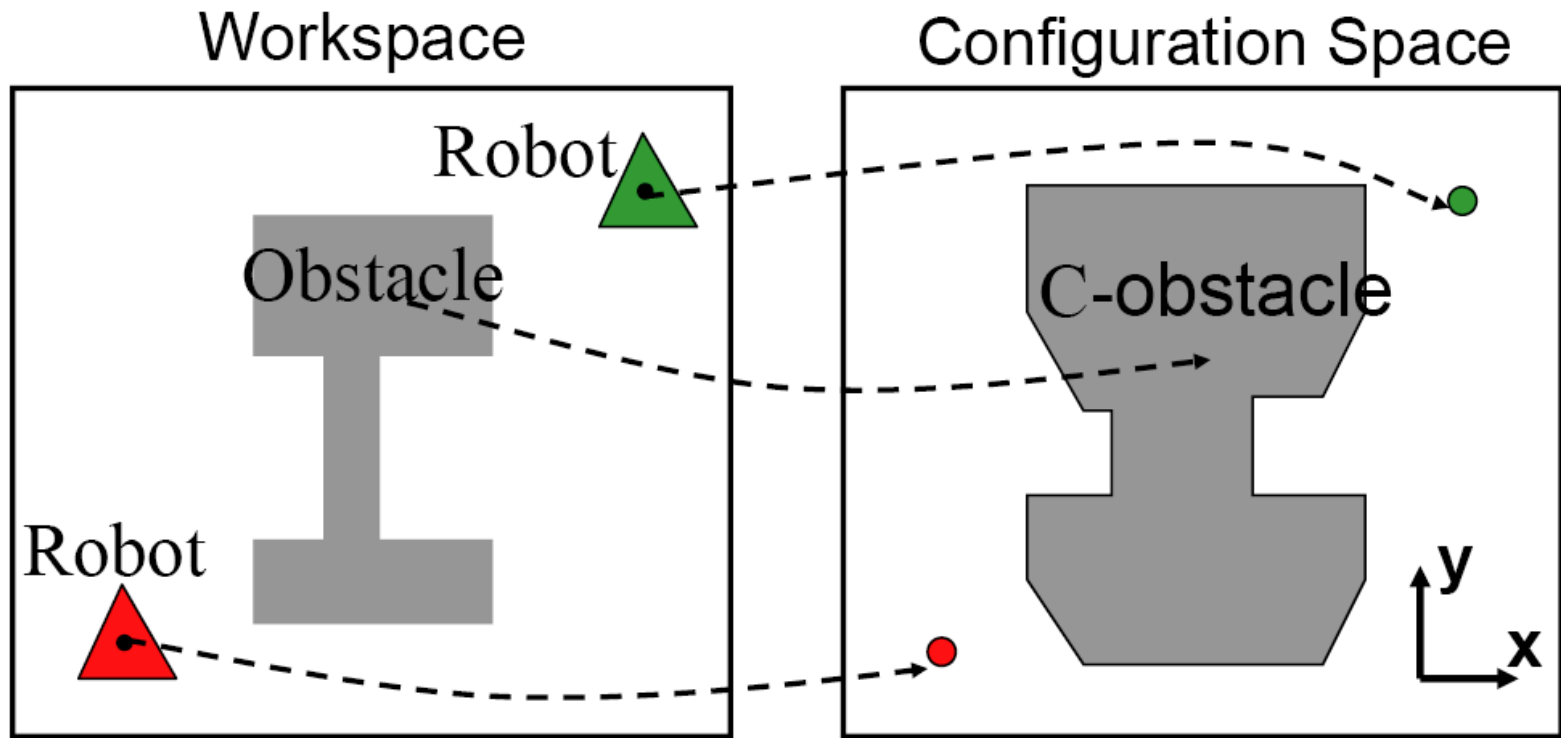 Workspace
Configuration Space
Robot
Obstacle
C-obstacle
Robot
y
x